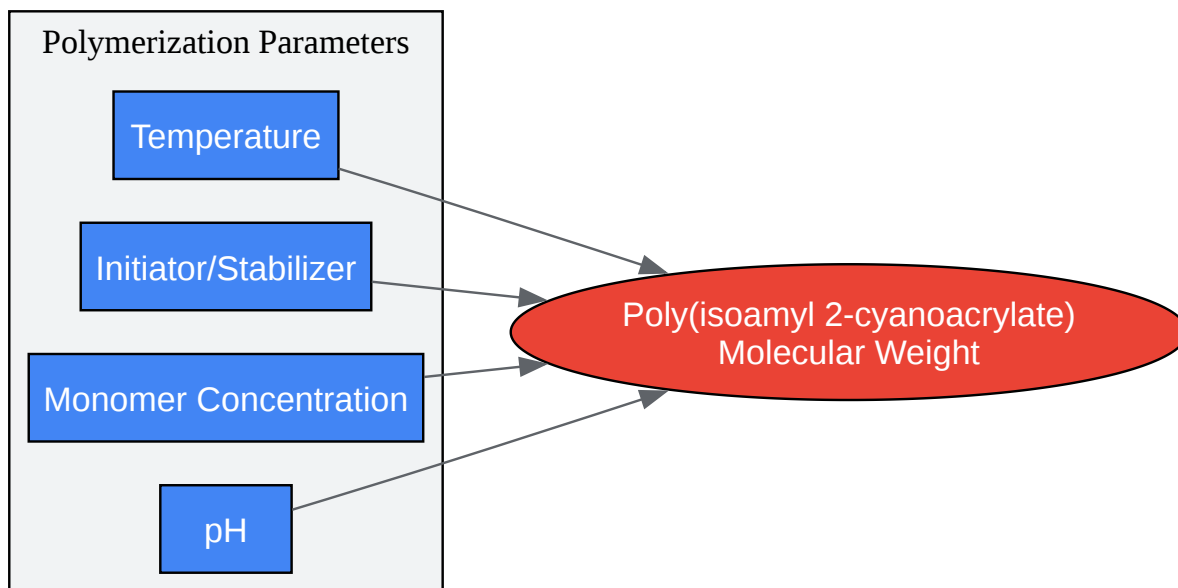 Polymerization Parameters
Temperature
Initiator/Stabilizer
Monomer Concentration
pH
Poly(isoamyl 2-cyanoacrylate)
Molecular Weight